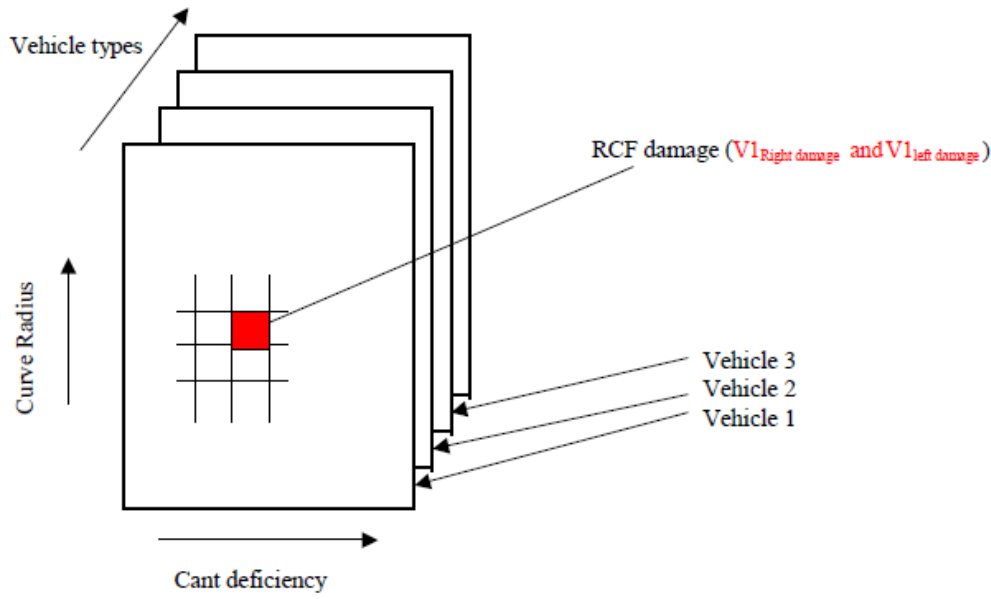 Vehicle types
RCF damage (V1Right damage and V1left damage)
Curve Radius
Vehicle 3
Vehicle 2
Vehicle 1
Cant deficiency